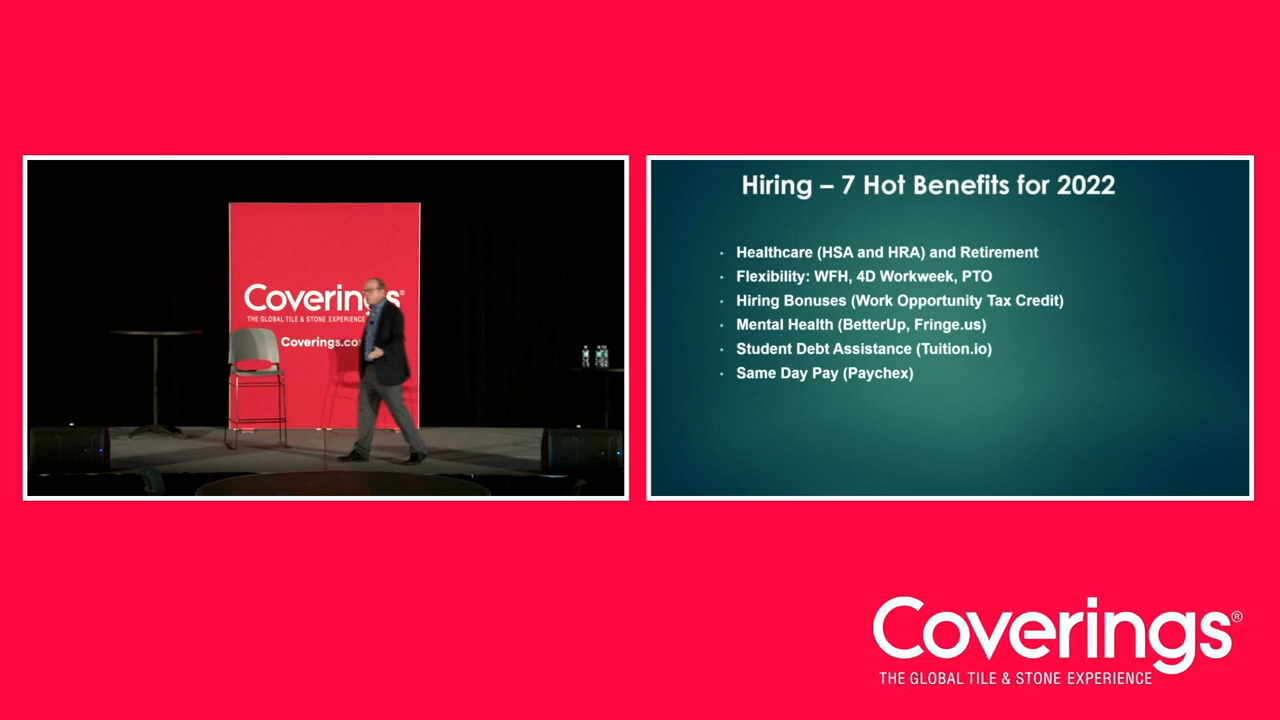 Coverings®
THE GLOBAL TILE & STONE EXPERIENCE
Hiring – 7 Hot Benefits for 2022
• Healthcare (HSA and HRA) and Retirement
• Flexibility: WFH, 4D Workweek, PTO
• Hiring Bonuses (Work Opportunity Tax Credit)
• Mental Health (BetterUp, Fringe.us)
• Student Debt Assistance (Tuition.io)
• Same Day Pay (Paychex)
Coverings®
THE GLOBAL TILE & STONE EXPERIENCE